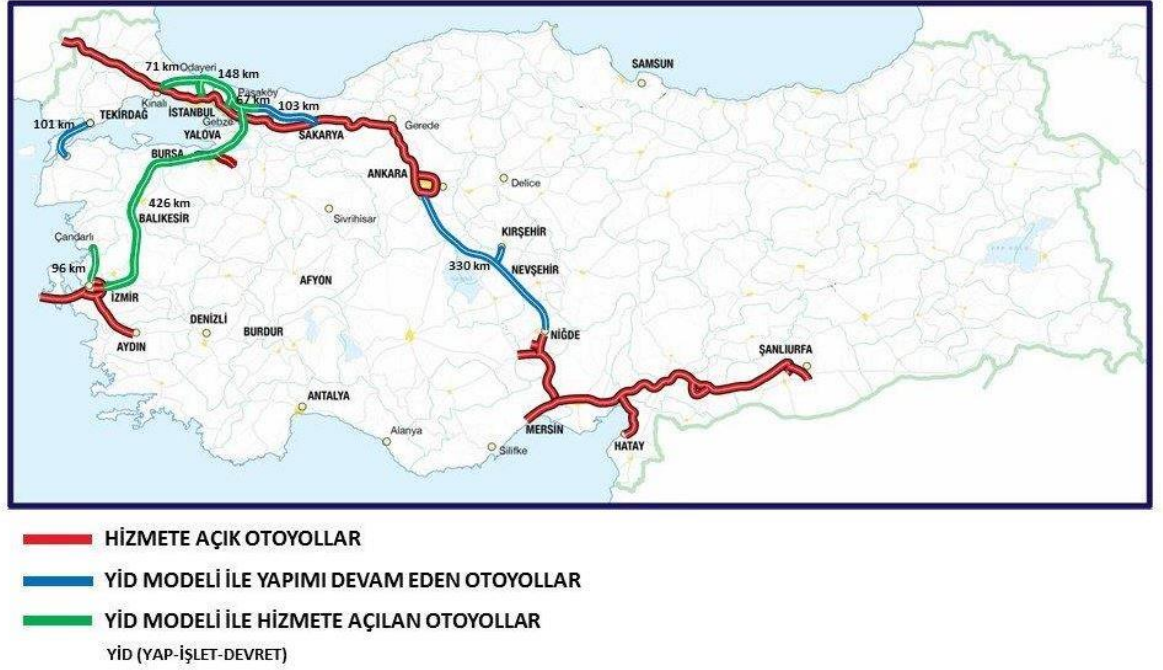 SAMSUN
71 km
Odayeri
148 km
Paşaköy
Kınalı
67 km
103 km
TEKİRDAĞ
İSTANBUL
Gebze
101 km
YALOVA
SAKARYA
Gerede
BURSA
ANKARA
Delice
426 km
BALIKESİR
Sivrihisar
KIRŞEHİR
Çandarlı
330 km
NEVŞEHİR
96 km
İZMİR
AFYON
DENİZLİ
BURDUR
NİĞDE
AYDIN
ŞANLIURFA
ANTALYA
Alanya
MERSİN
Silifke
HATAY
HİZMETE AÇIK OTOYOLLAR
YİD MODELİ İLE YAPIMI DEVAM EDEN OTOYOLLAR
YİD MODELİ İLE HİZMETE AÇILAN OTOYOLLAR
YİD (YAP-İŞLET-DEVRET)